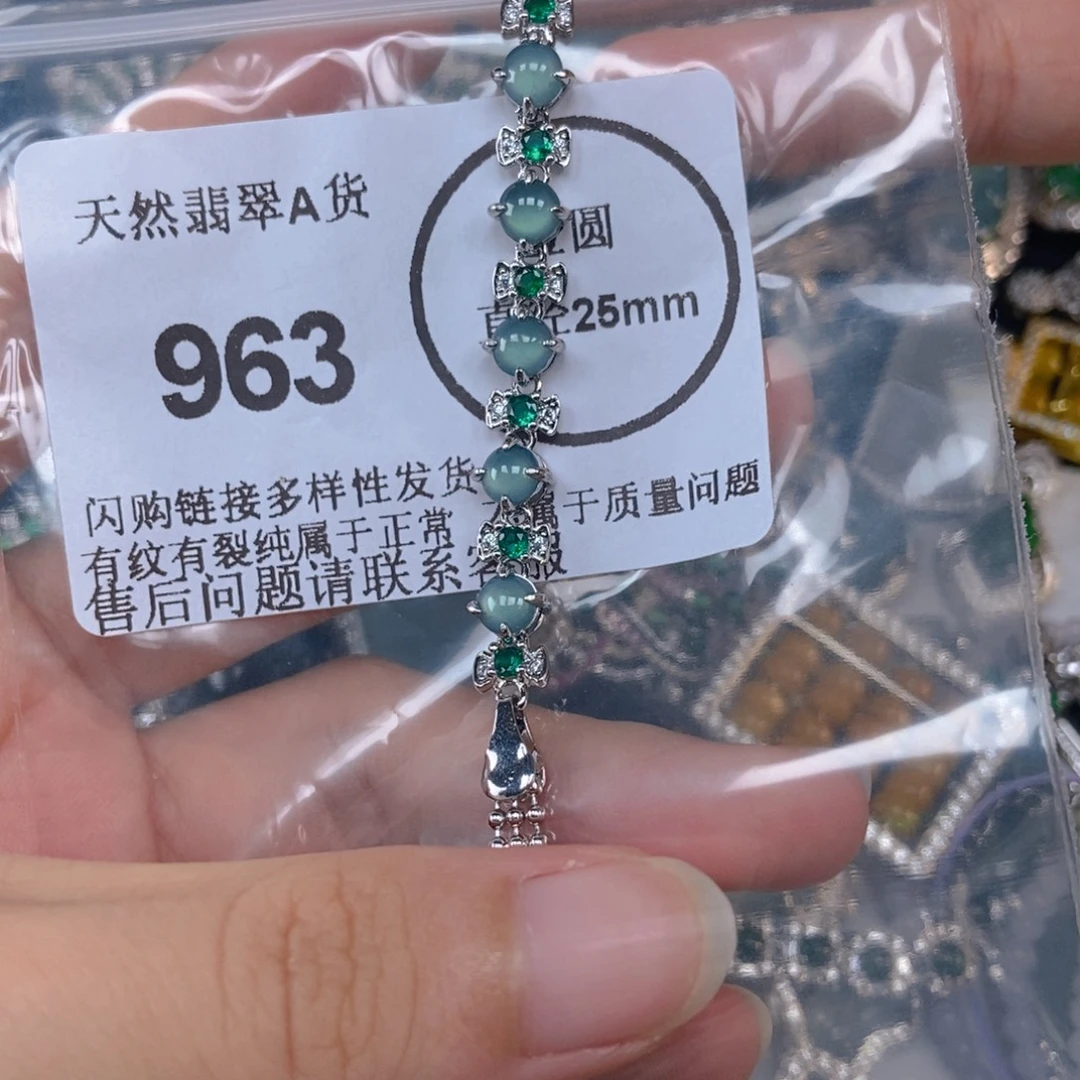 天然翡翠A货
圆
25mm
963
闪购链接多样性发货
有纹有裂纯属于正常 属于质量问题
售后问题请联系客服